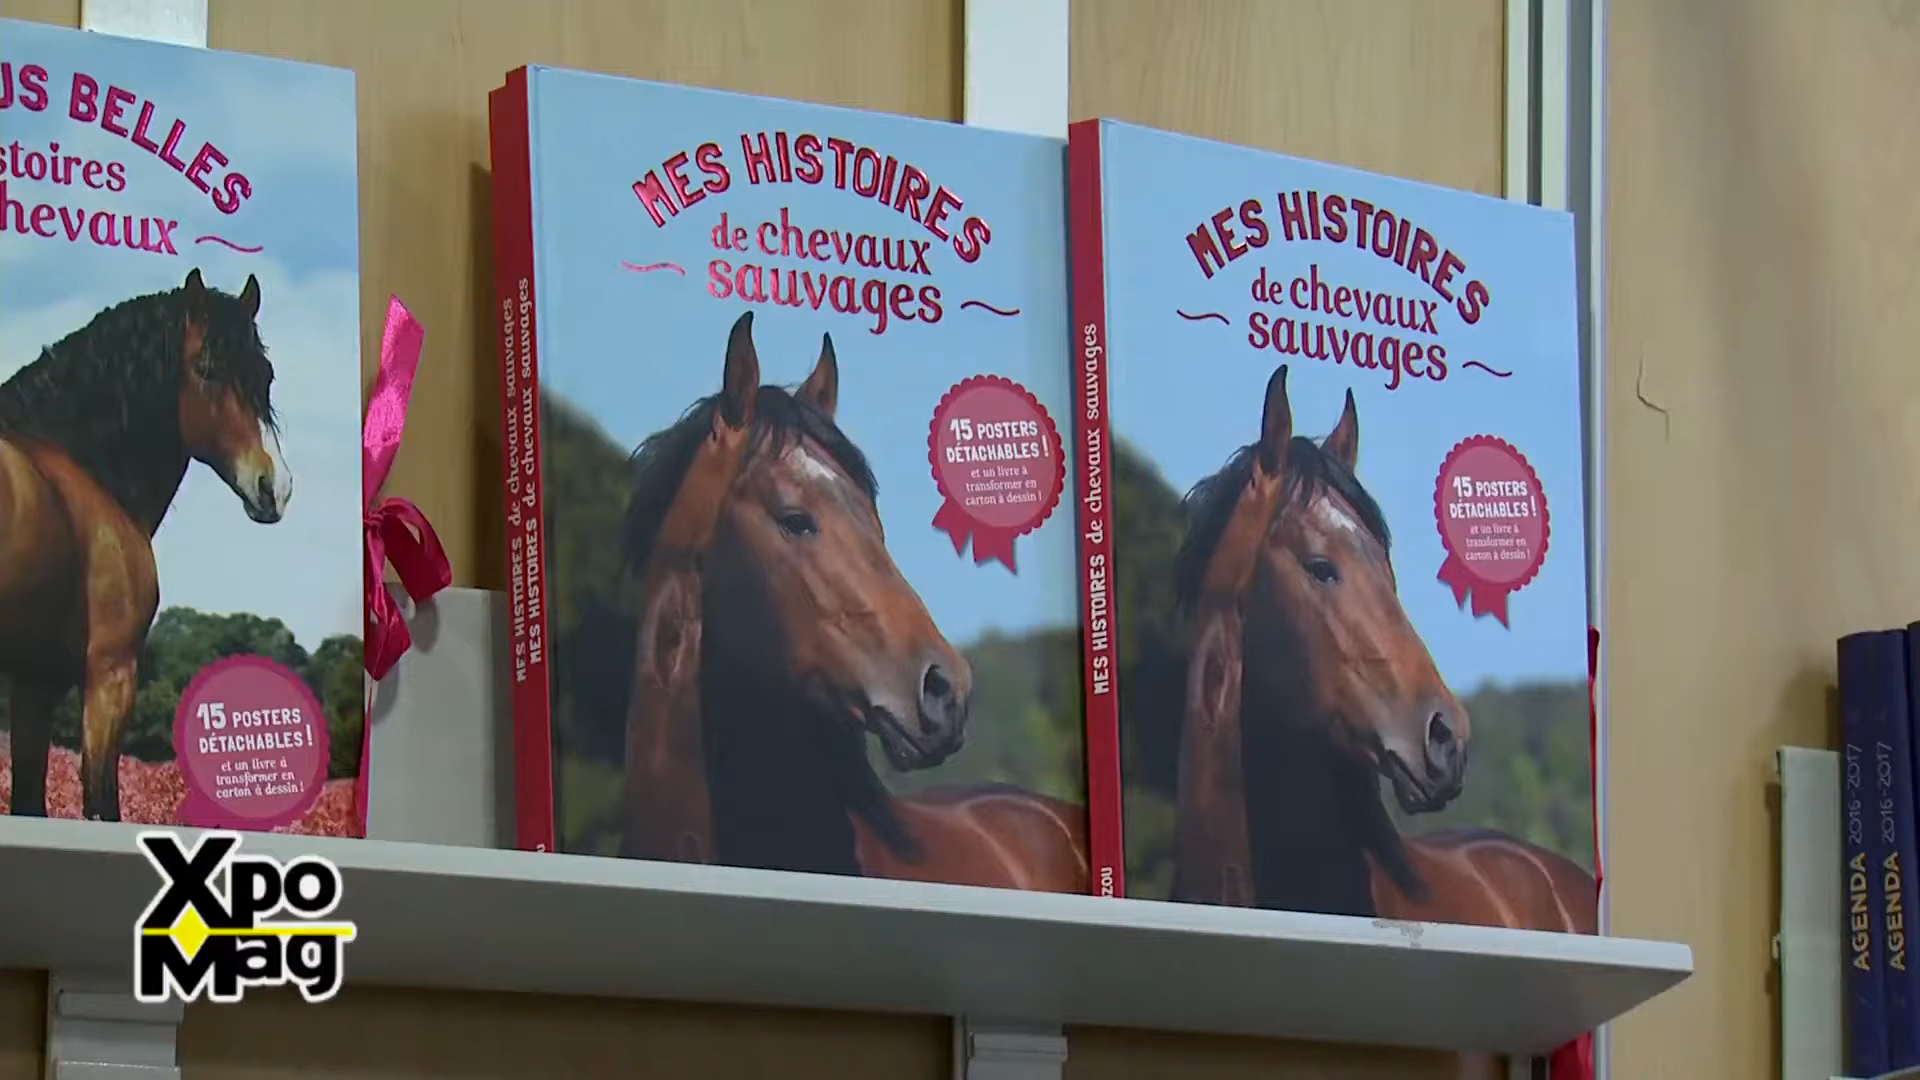 US BELLES
stoires
hevaux
15 POSTERS
DÉTACHABLES !
et un livre à
transformer en
carton à dessin !
MES HISTOIRES de chevaux sauvages
MES HISTOIRES de chevaux sauvages
MES HISTOIRES
de chevaux
sauvages
15 POSTERS
DÉTACHABLES !
et un livre à
transformer en
carton à dessin !
MES HISTOIRES de chevaux sauvages
ZOU
MES HISTOIRES
de chevaux
sauvages
15 POSTERS
DÉTACHABLES !
et un livre à
transformer en
carton à dessin !
AGENDA 2016-2017
AGENDA 2016-2017
Xpo
Mag